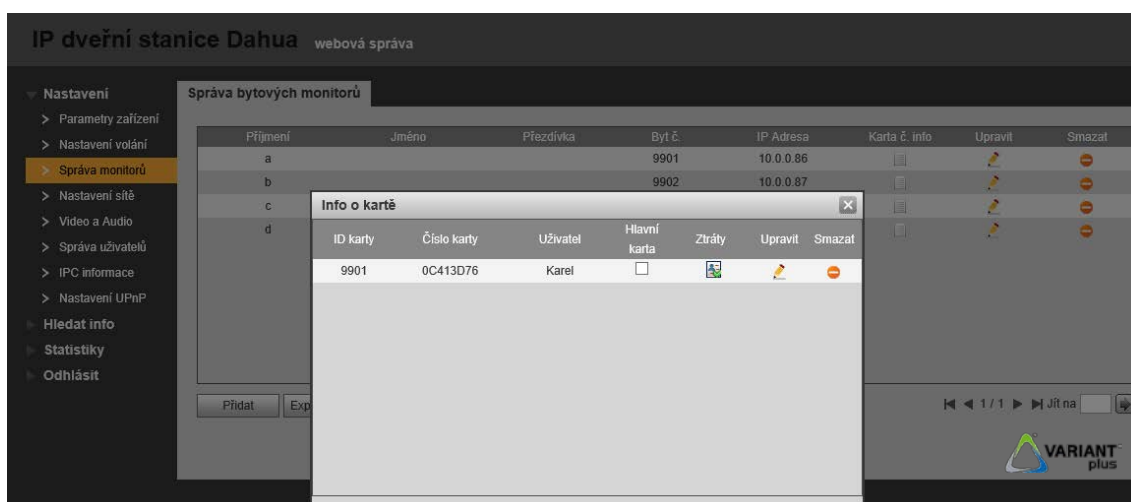 IP dveřní stanice Dahua webová správa
Nastavení
> Parametry zařízení
> Nastavení volání
> Správa monitorů
> Nastavení sítě
> Video a Audio
> Správa uživatelů
> IPC informace
> Nastavení UPnP
Hledat info
Statistiky
Odhlásit
Správa bytových monitorů
Příjmení Jméno Přezdívka Byt č. IP Adresa Karta č. info Upravit Smazat
a 9901 10.0.0.86
b 9902 10.0.0.87
c
d
Info o kartě
ID karty Číslo karty Uživatel Hlavní karta Ztráty Upravit Smazat
9901 0C413D76 Karel
Přidat Exp
1 / 1 Jít na
VARIANT
plus